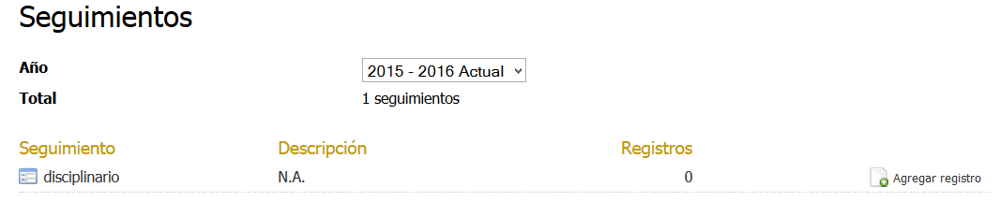 Seguimientos
Año 2015 - 2016 Actual
Total 1 seguimientos
Seguimiento Descripción Registros
disciplinario N.A. 0 Agregar registro